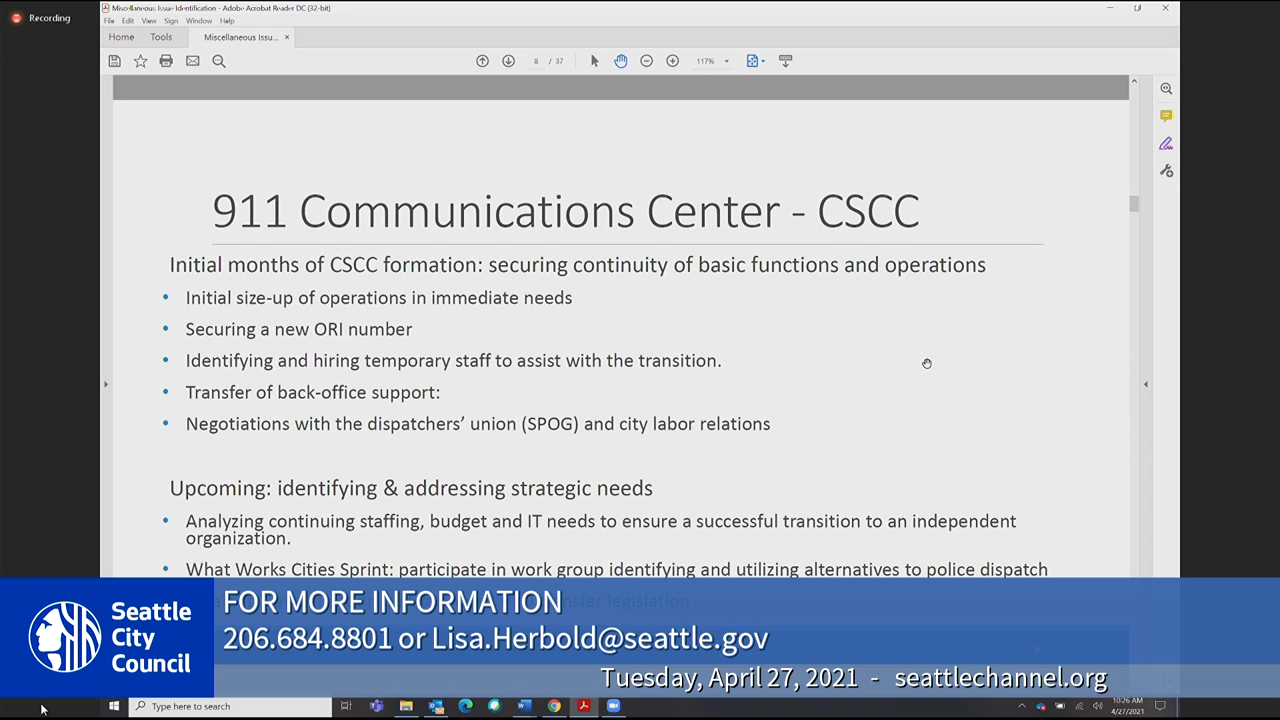 Recording
Miscellaneous Issue Identification - Adobe Acrobat Reader DC (32-bit)
File Edit View Sign Window Help
Home Tools Miscellaneous Issu... ×
8 / 37 117%
911 Communications Center - CSCC
Initial months of CSCC formation: securing continuity of basic functions and operations
• Initial size-up of operations in immediate needs
• Securing a new ORI number
• Identifying and hiring temporary staff to assist with the transition.
• Transfer of back-office support:
• Negotiations with the dispatchers' union (SPOG) and city labor relations
Upcoming: identifying & addressing strategic needs
• Analyzing continuing staffing, budget and IT needs to ensure a successful transition to an independent
organization.
• What Works Cities Sprint: participate in work group identifying and utilizing alternatives to police dispatch
legislation
Seattle
City
Council
FOR MORE INFORMATION
206.684.8801 or Lisa.Herbold@seattle.gov
Tuesday, April 27, 2021 - seattlechannel.org
Type here to search
10:26 AM
4/27/2021